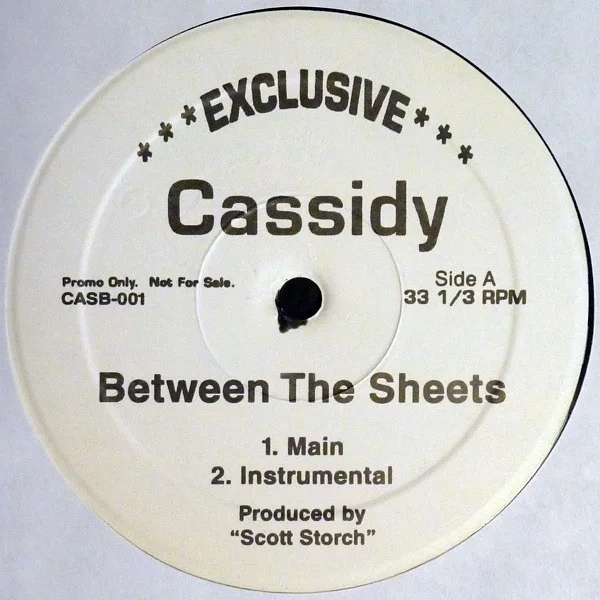 ***EXCLUSIVE***
Cassidy
Promo Only. Not For Sale.
CASB-001
Side A
33 1/3 RPM
Between The Sheets
1. Main
2. Instrumental
Produced by
“Scott Storch”